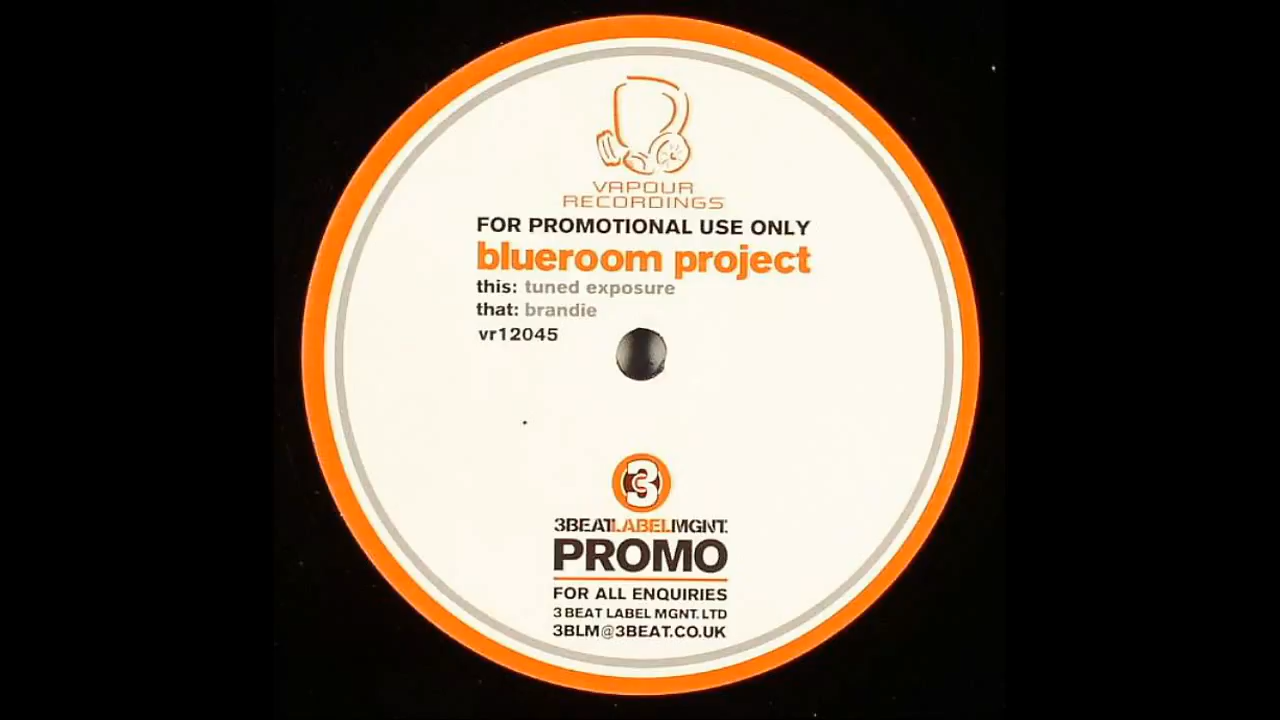 VAPOUR
RECORDINGS
FOR PROMOTIONAL USE ONLY
blueroom project
this: tuned exposure
that: brandie
vr12045
3
3BEATLABELMGNT.
PROMO
FOR ALL ENQUIRIES
3 BEAT LABEL MGNT. LTD
3BLM@3BEAT.CO.UK